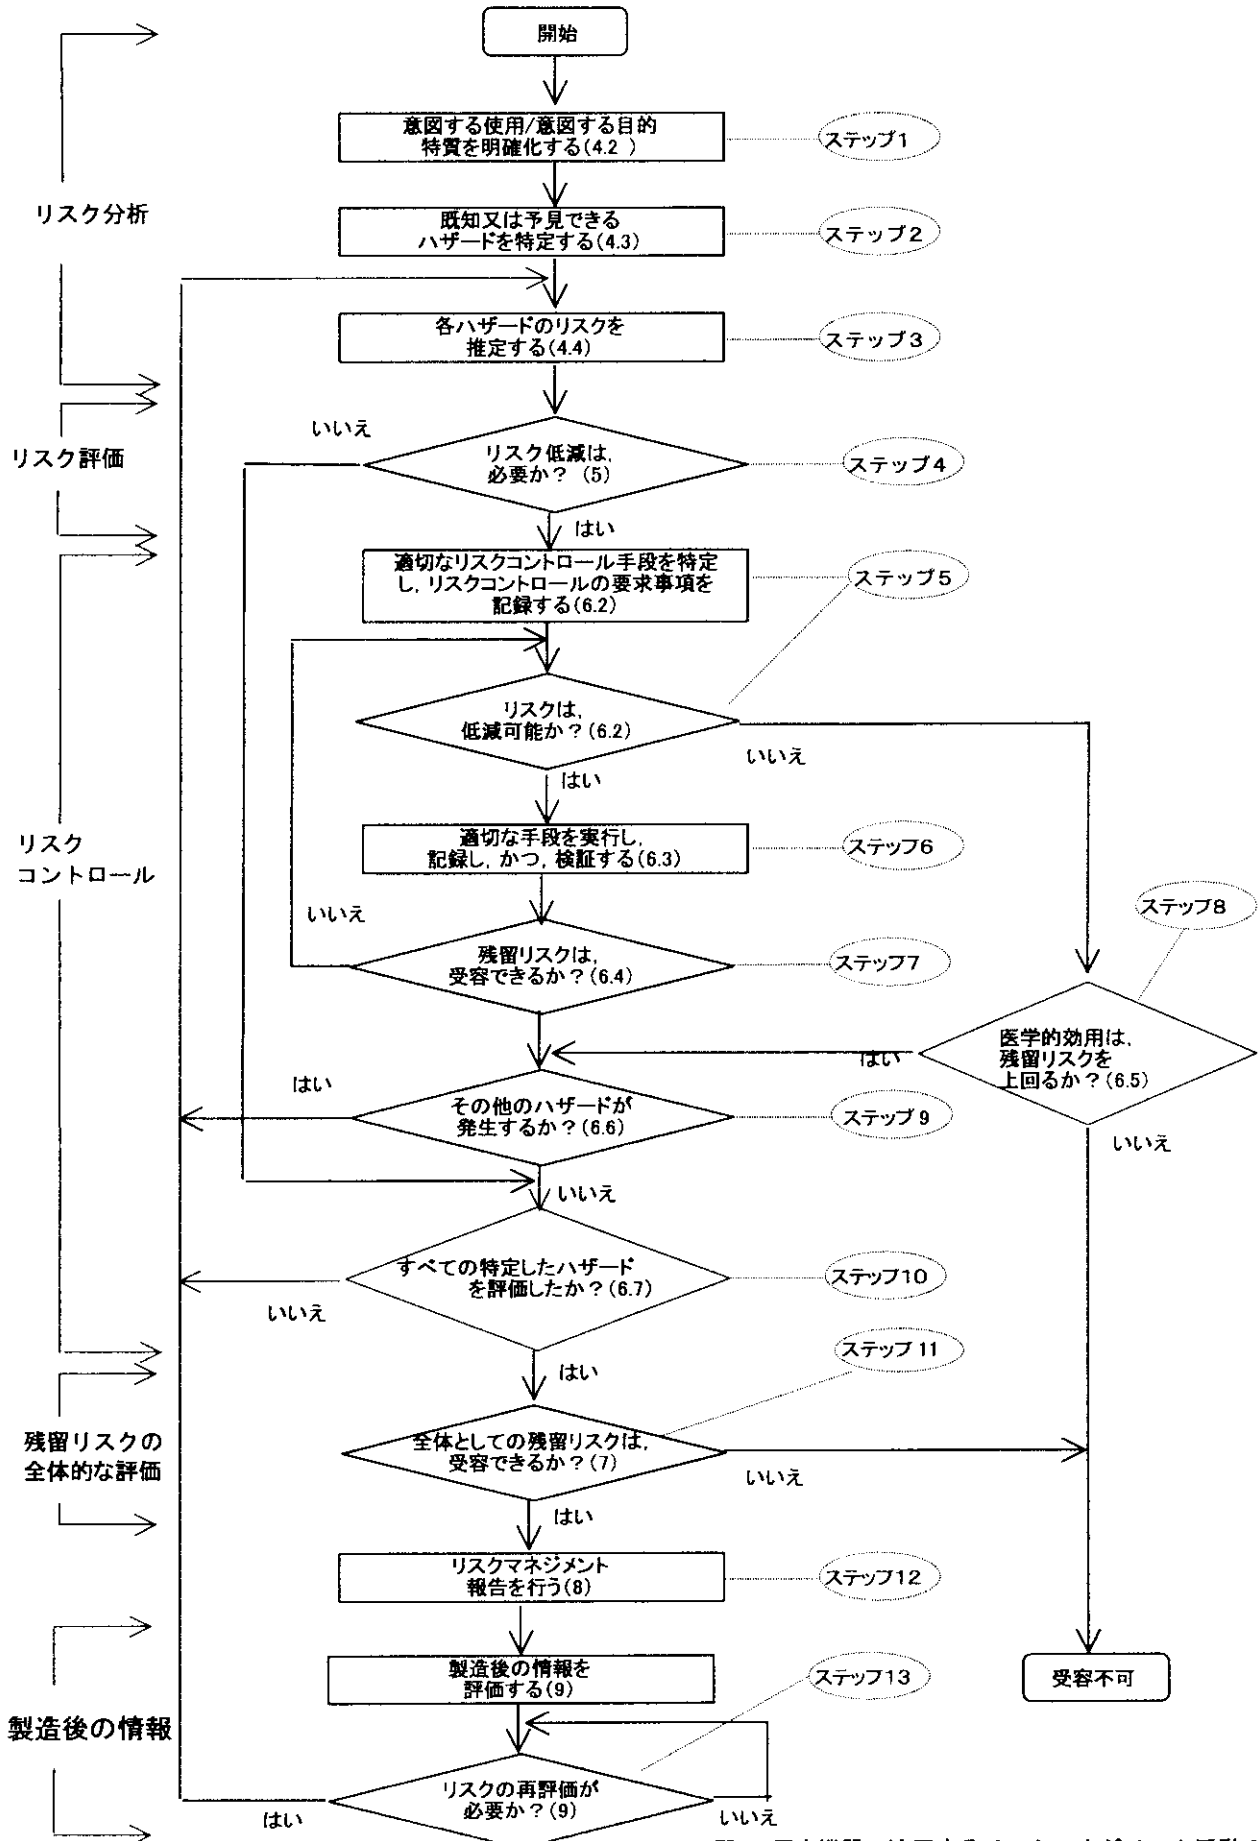 開始
意図する使用/意図する目的
特質を明確化する(4.2 )
ステップ1
リスク分析
既知又は予見できる
ハザードを特定する(4.3)
ステップ2
各ハザードのリスクを
推定する(4.4)
ステップ3
いいえ
リスク評価
リスク低減は,
必要か? (5)
ステップ4
はい
適切なリスクコントロール手段を特定
し, リスクコントロールの要求事項を
記録する(6.2)
ステップ5
リスクは,
低減可能か?(6.2)
いいえ
はい
リスク
コントロール
適切な手段を実行し,
記録し, かつ, 検証する(6.3)
ステップ6
いいえ
ステップ8
残留リスクは,
受容できるか?(6.4)
ステップ7
医学的効用は,
残留リスクを
上回るか?(6.5)
はい
はい
その他のハザードが
発生するか?(6.6)
ステップ9
いいえ
いいえ
すべての特定したハザード
を評価したか?(6.7)
ステップ10
いいえ
ステップ11
はい
残留リスクの
全体的な評価
全体としての残留リスクは,
受容できるか?(7)
いいえ
はい
リスクマネジメント
報告を行う(8)
ステップ12
製造後の情報を
評価する(9)
ステップ13
受容不可
製造後の情報
リスクの再評価が
必要か?(9)
はい
いいえ